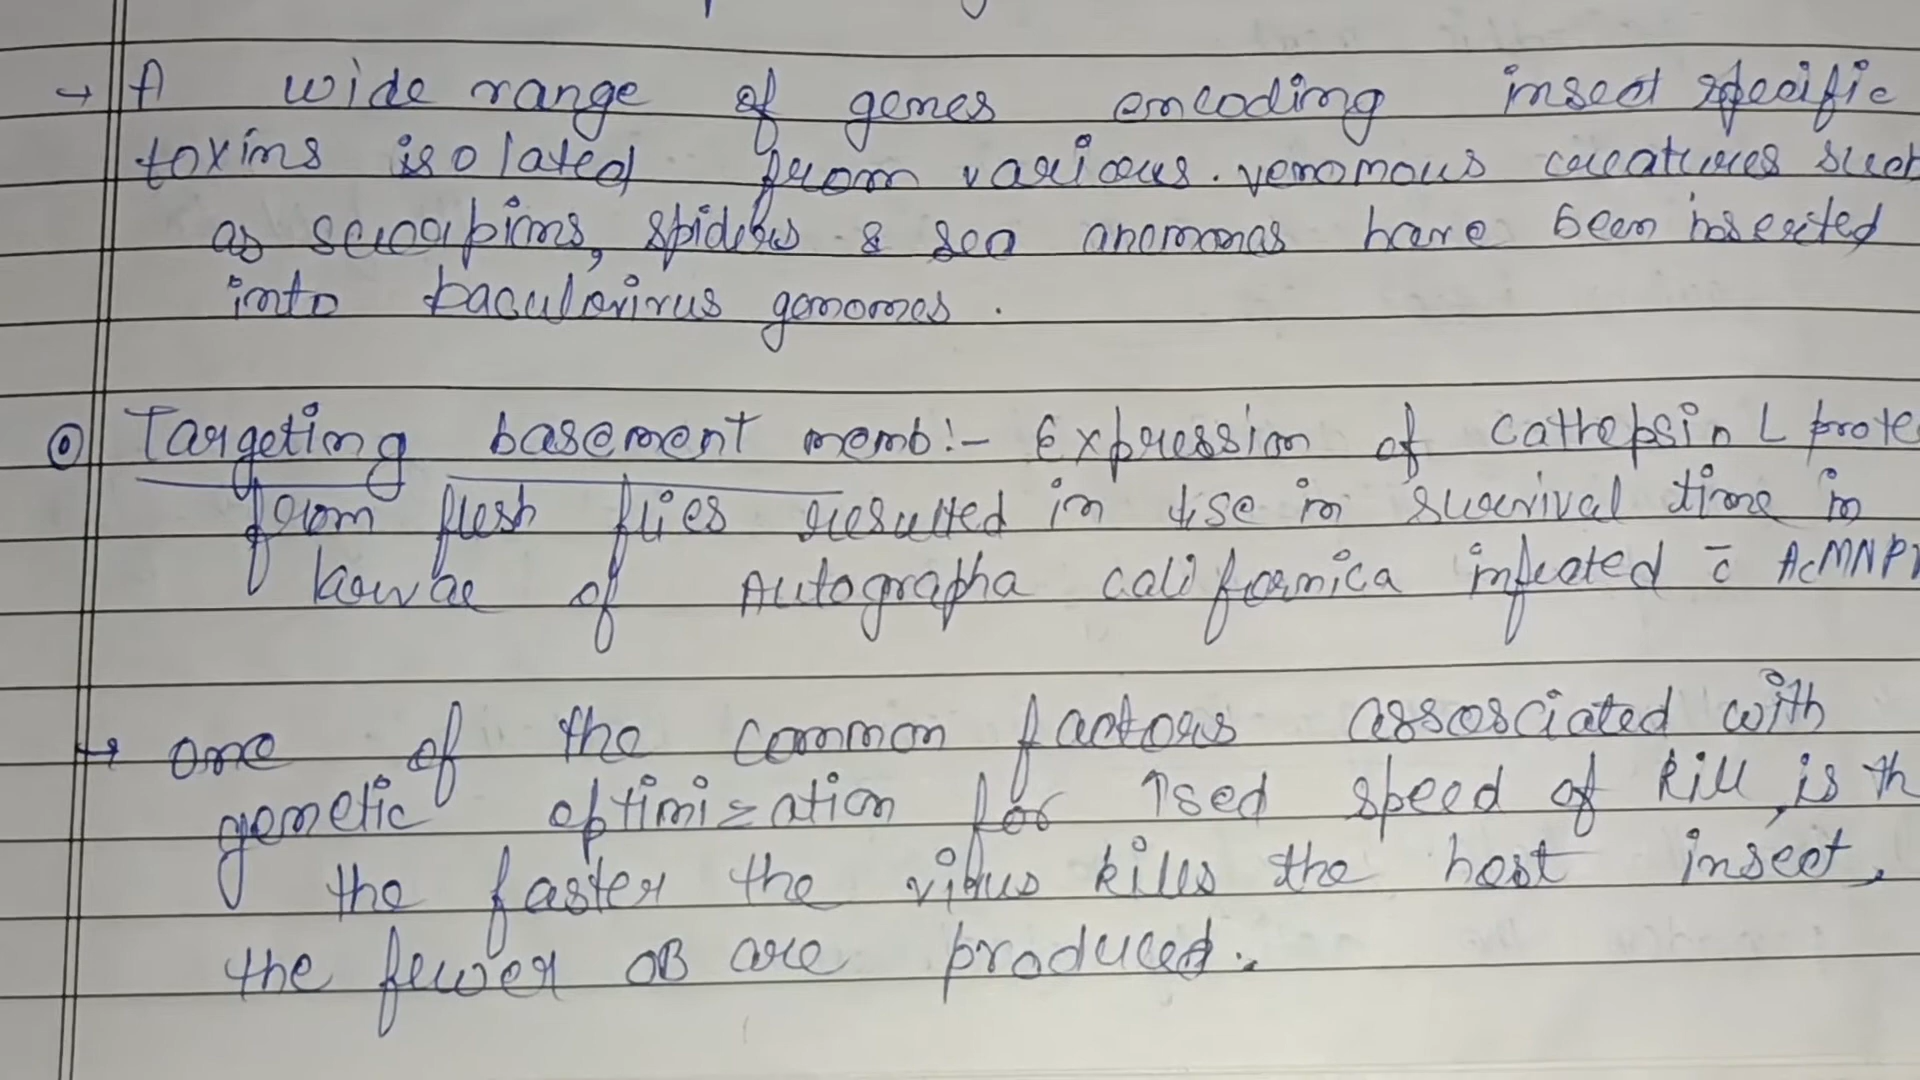 → A wide range of genes encoding insect specific
toxins isolated from various venomous creatures such
as scorpions, spiders & sea anomonas have been inserted
into baculovirus genomes.
⊙ Targeting basement memb:- Expression of cathepsin L prote
from flesh flies resulted in ↓se in survival time in
larvae of Autographa californica infected c̄ AcMNPV
→ one of the common factors assosciated with
genetic optimization for ↑sed speed of kill, is th
the faster the virus kills the host insect,
the fewer OB are produced.